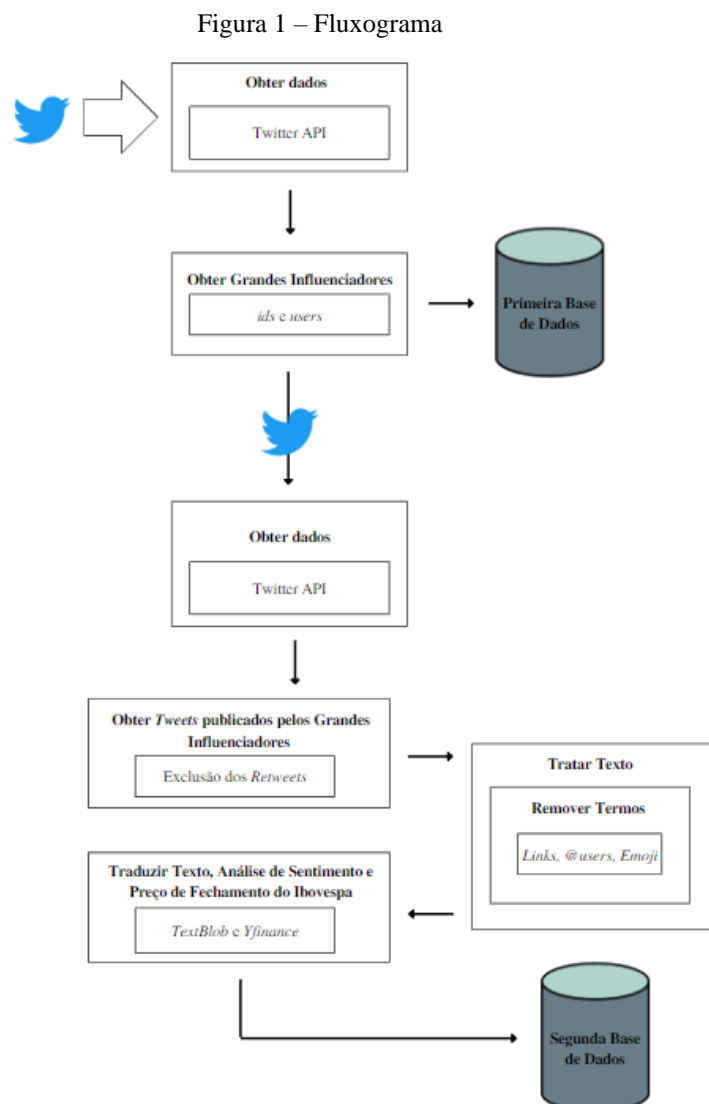 Figura 1 – Fluxograma
Obter dados
Twitter API
Obter Grandes Influenciadores
ids e users
Primeira Base
de Dados
Obter dados
Twitter API
Obter Tweets publicados pelos Grandes
Influenciadores
Exclusão dos Retweets
Tratar Texto
Remover Termos
Links, @users, Emoji
Traduzir Texto, Análise de Sentimento e
Preço de Fechamento do Ibovespa
TextBlob e Yfinance
Segunda Base
de Dados